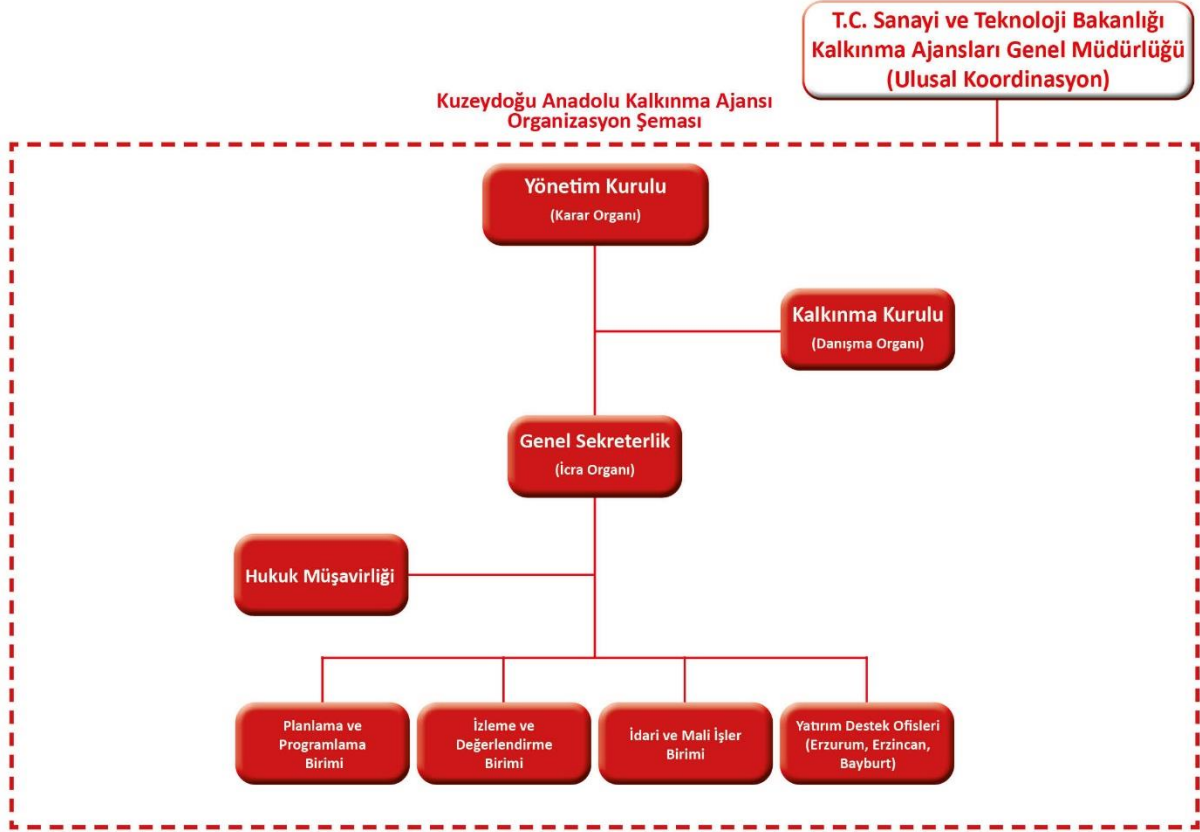 T.C. Sanayi ve Teknoloji Bakanlığı
Kalkınma Ajansları Genel Müdürlüğü
(Ulusal Koordinasyon)
Kuzeydoğu Anadolu Kalkınma Ajansı
Organizasyon Şeması
Yönetim Kurulu
(Karar Organı)
Kalkınma Kurulu
(Danışma Organı)
Genel Sekreterlik
(İcra Organı)
Hukuk Müşavirliği
Planlama ve
Programlama
Birimi
İzleme ve
Değerlendirme
Birimi
İdari ve Mali İşler
Birimi
Yatırım Destek Ofisleri
(Erzurum, Erzincan,
Bayburt)